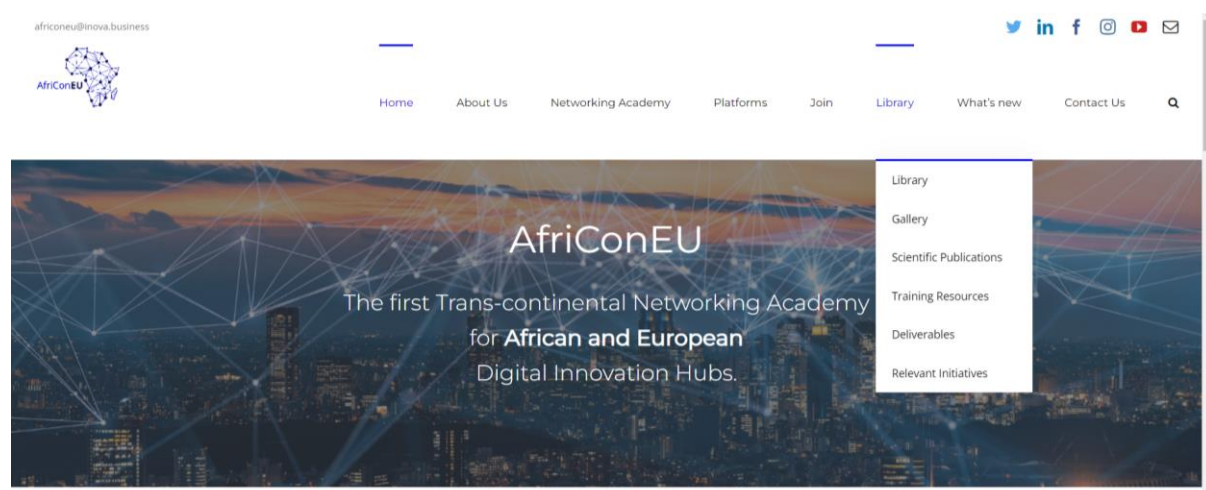 africoneu@inova.business
AfriConEU
Home About Us Networking Academy Platforms Join Library What's new Contact Us
Library
Gallery
Scientific Publications
Training Resources
Deliverables
Relevant Initiatives
AfriConEU
The first Trans-continental Networking Academy
for African and European
Digital Innovation Hubs.